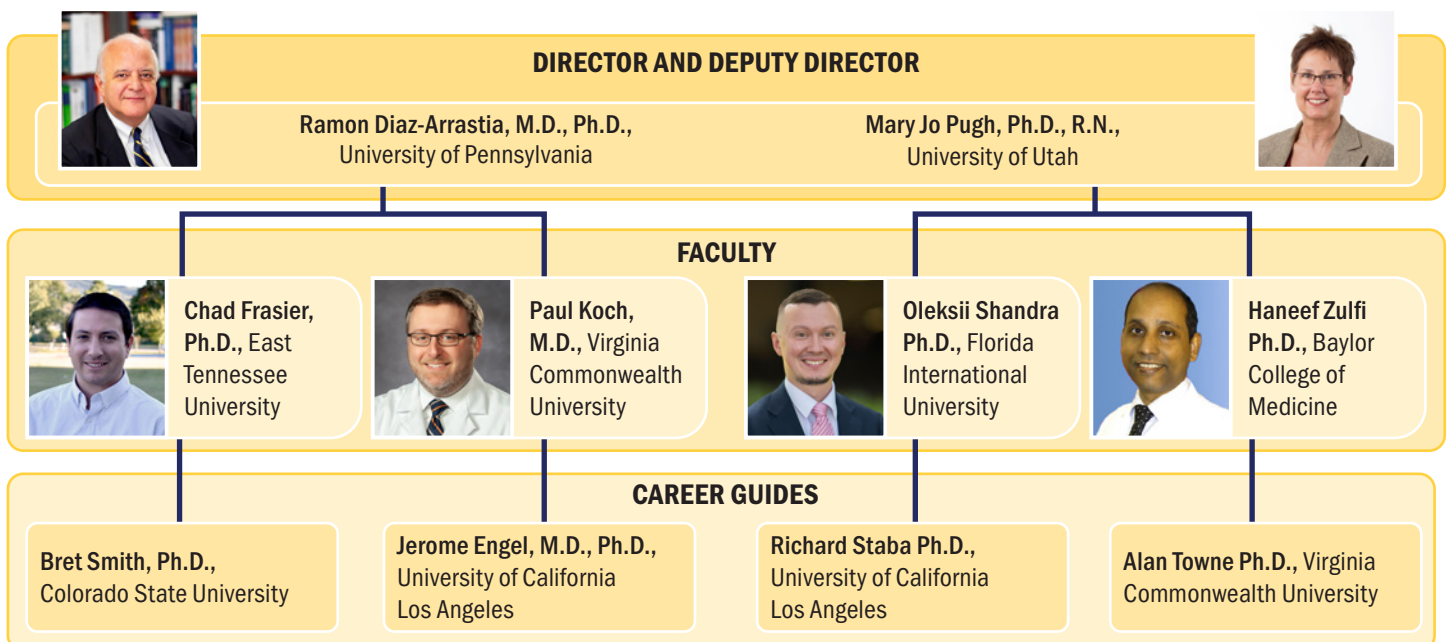 DIRECTOR AND DEPUTY DIRECTOR
Ramon Diaz-Arrastia, M.D., Ph.D.,
University of Pennsylvania
Mary Jo Pugh, Ph.D., R.N.,
University of Utah
FACULTY
Chad Frasier,
Ph.D., East
Tennessee
University
Paul Koch,
M.D., Virginia
Commonwealth
University
Oleksii Shandra
Ph.D., Florida
International
University
Haneef Zulfi
Ph.D., Baylor
College of
Medicine
CAREER GUIDES
Bret Smith, Ph.D.,
Colorado State University
Jerome Engel, M.D., Ph.D.,
University of California
Los Angeles
Richard Staba Ph.D.,
University of California
Los Angeles
Alan Towne Ph.D., Virginia
Commonwealth University